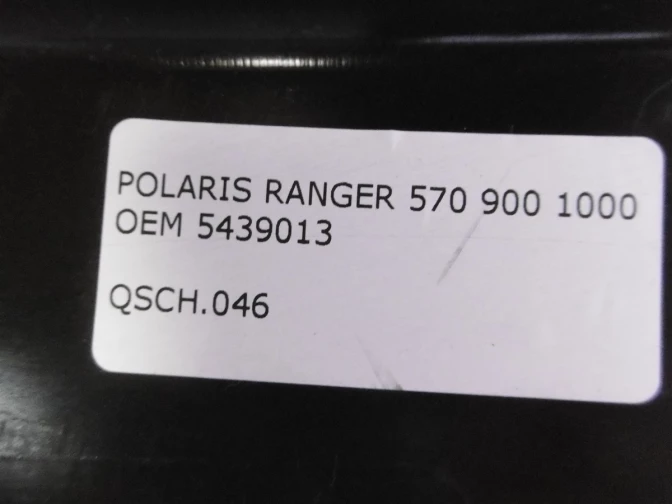 POLARIS RANGER 570 900 1000
OEM 5439013
QSCH.046